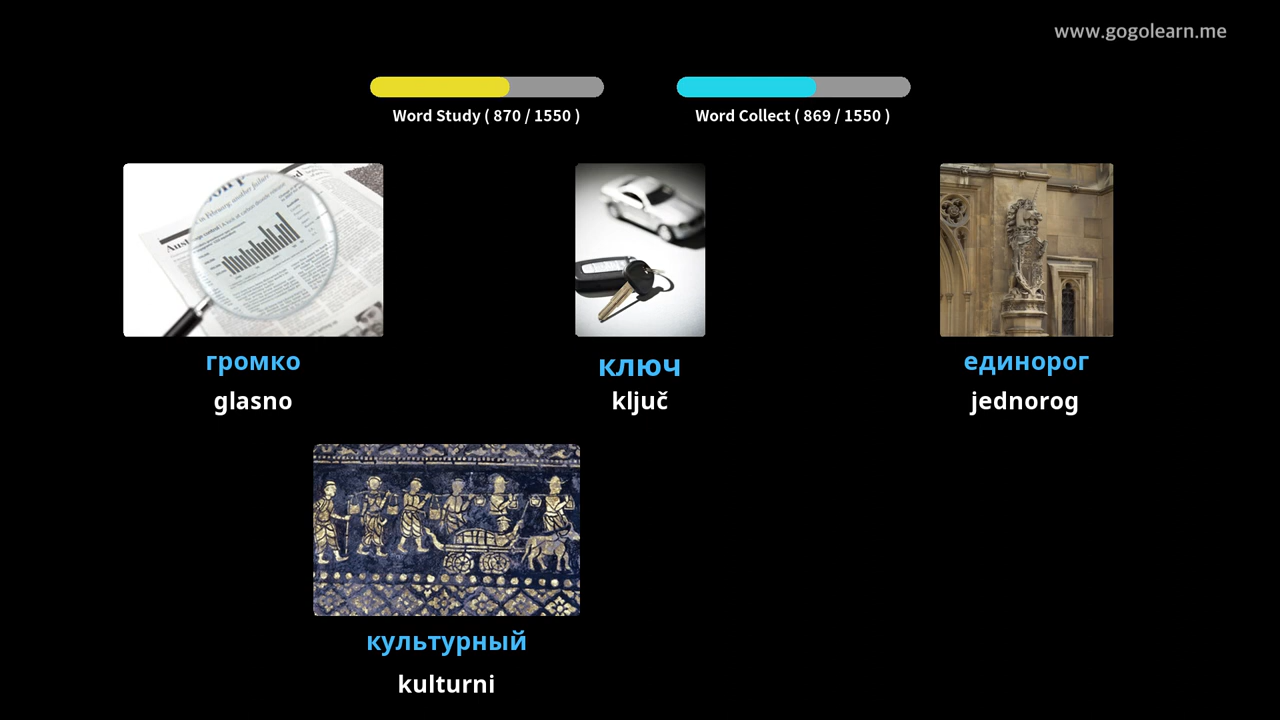 www.gogolearn.me
Word Study ( 870 / 1550 )
Word Collect ( 869 / 1550 )
громко
glasno
ключ
ključ
единорог
jednorog
культурный
kulturni